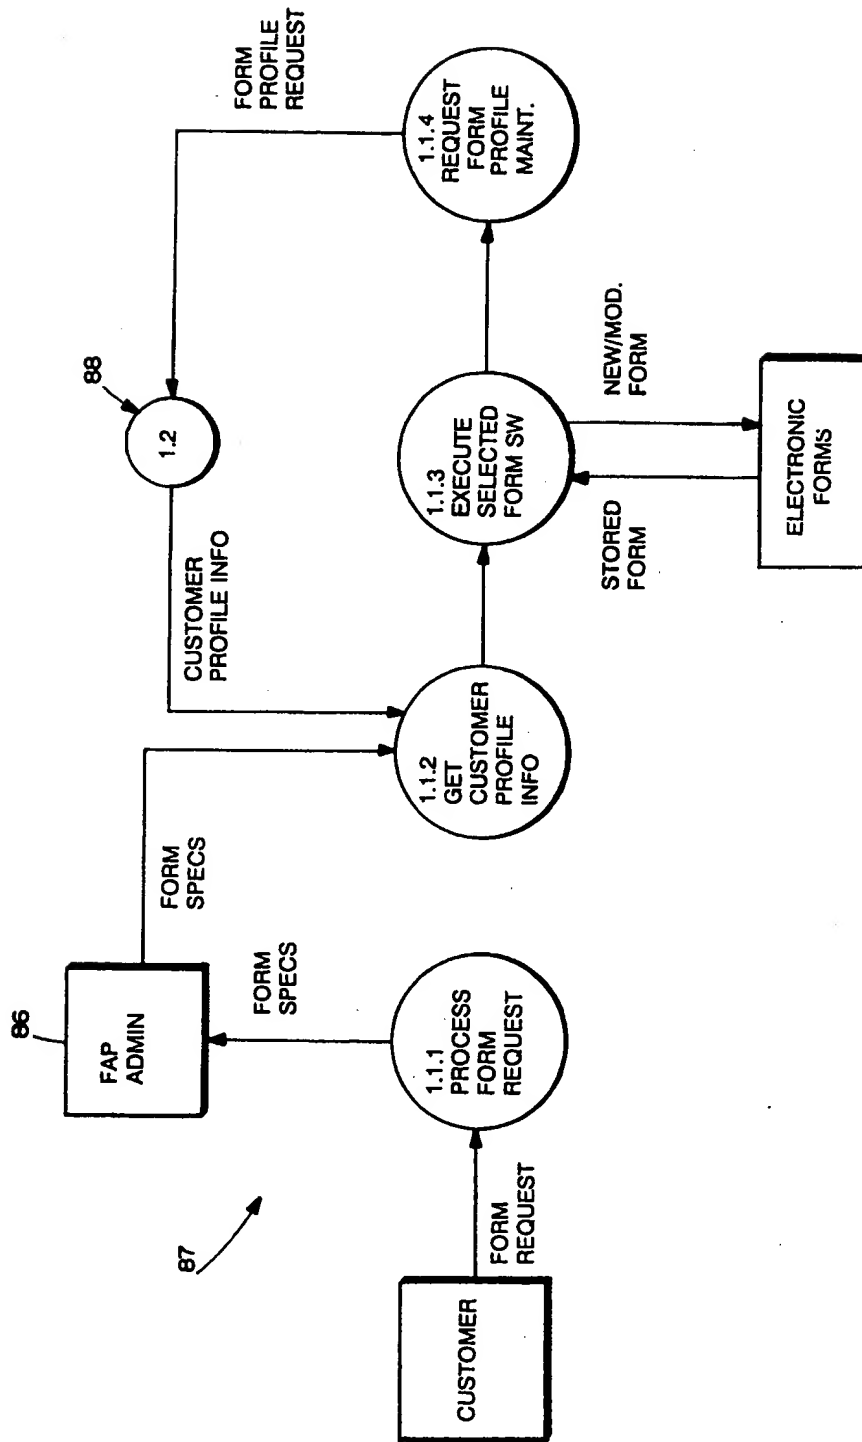 87
86
88
CUSTOMER
FORM
REQUEST
1.1.1
PROCESS
FORM
REQUEST
FORM
SPECS
FAP
ADMIN
FORM
SPECS
1.1.2
GET
CUSTOMER
PROFILE
INFO
CUSTOMER
PROFILE INFO
1.2
1.1.3
EXECUTE
SELECTED
FORM SW
STORED
FORM
NEW/MOD.
FORM
ELECTRONIC
FORMS
1.1.4
REQUEST
FORM
PROFILE
MAINT.
FORM
PROFILE
REQUEST